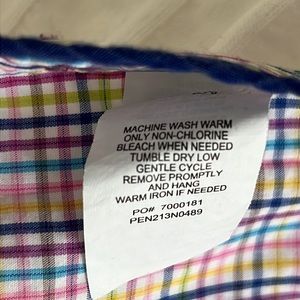 MACHINE WASH WARM
ONLY NON-CHLORINE
BLEACH WHEN NEEDED
TUMBLE DRY LOW
GENTLE CYCLE
REMOVE PROMPTLY
AND HANG
WARM IRON IF NEEDED
PO# 7000181
PEN213N0489